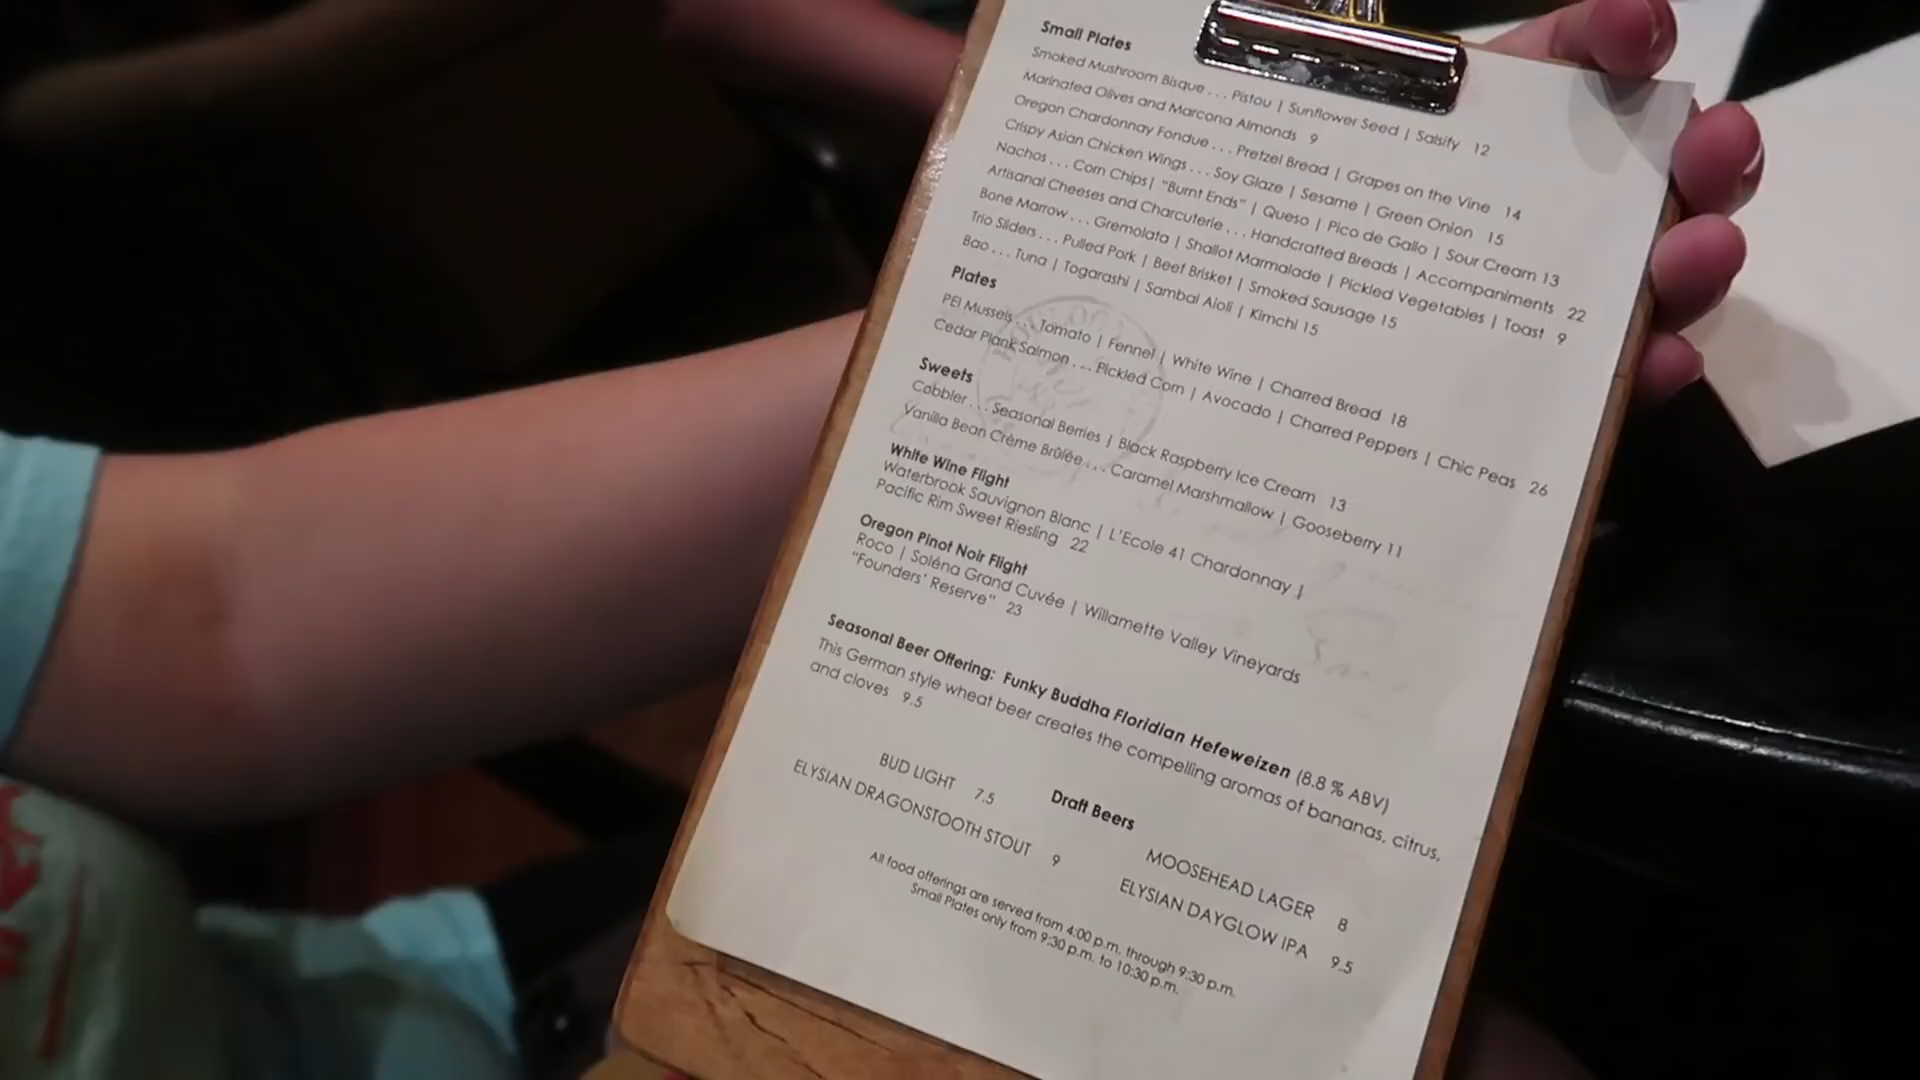 Small Plates
Smoked Mushroom Bisque . . . Pistou | Sunflower Seed | Salsify 12
Marinated Olives and Marcona Almonds 9
Oregon Chardonnay Fondue . . . Pretzel Bread | Grapes on the Vine 14
Crispy Asian Chicken Wings . . . Soy Glaze | Sesame | Green Onion 15
Nachos . . . Corn Chips| "Burnt Ends" | Queso | Pico de Gallo | Sour Cream 13
Artisanal Cheeses and Charcuterie . . . Handcrafted Breads | Accompaniments 22
Bone Marrow . . . Gremolata | Shallot Marmalade | Pickled Vegetables | Toast 9
Trio Sliders . . . Pulled Pork | Beef Brisket | Smoked Sausage 15
Bao . . . Tuna | Togarashi | Sambal Aioli | Kimchi 15
Plates
PEI Mussels . . . Tomato | Fennel | White Wine | Charred Bread 18
Cedar Plank Salmon . . . Pickled Corn | Avocado | Charred Peppers | Chic Peas 26
Sweets
Cobbler . . . Seasonal Berries | Black Raspberry Ice Cream 13
Vanilla Bean Crème Brûlée . . . Caramel Marshmallow | Gooseberry 11
White Wine Flight
Waterbrook Sauvignon Blanc | L'Ecole 41 Chardonnay |
Pacific Rim Sweet Riesling 22
Oregon Pinot Noir Flight
Roco | Soléna Grand Cuvée | Willamette Valley Vineyards
"Founders' Reserve" 23
Seasonal Beer Offering: Funky Buddha Floridian Hefeweizen (8.8 % ABV)
This German style wheat beer creates the compelling aromas of bananas, citrus,
and cloves 9.5
Draft Beers
BUD LIGHT 7.5
MOOSEHEAD LAGER 8
ELYSIAN DRAGONSTOOTH STOUT 9
ELYSIAN DAYGLOW IPA 9.5
All food offerings are served from 4:00 p.m. through 9:30 p.m.
Small Plates only from 9:30 p.m. to 10:30 p.m.